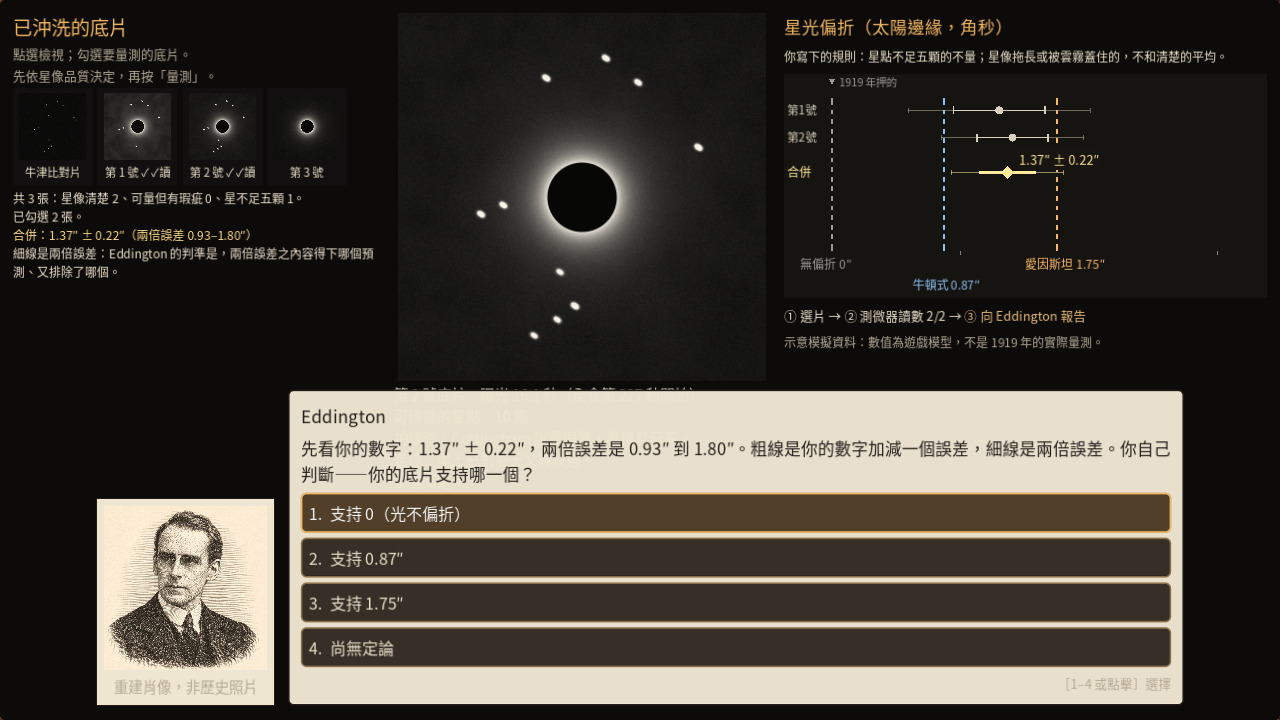 已沖洗的底片
點選檢視；勾選要量測的底片。
先依星像品質決定，再按「量測」。
牛津比對片
第 1 號 ✓✓讀
第 2 號 ✓✓讀
第 3 號
共 3 張：星像清楚 2、可量但有瑕疵 0、星不足五顆 1。
已勾選 2 張。
合併：1.37″ ± 0.22″（兩倍誤差 0.93–1.80″）
細線是兩倍誤差：Eddington 的判準是，兩倍誤差之內容得下哪個預
測、又排除了哪個。
星光偏折（太陽邊緣，角秒）
你寫下的規則：星點不足五顆的不量；星像拖長或被雲霧蓋住的，不和清楚的平均。
1919 年押的
第1號
第2號
合併
1.37″ ± 0.22″
無偏折 0″
愛因斯坦 1.75″
牛頓式 0.87″
① 選片 → ② 測微器讀數 2/2 → ③ 向 Eddington 報告
示意模擬資料：數值為遊戲模型，不是 1919 年的實際量測。
Eddington
先看你的數字：1.37″ ± 0.22″，兩倍誤差是 0.93″ 到 1.80″。粗線是你的數字加減一個誤差，細線是兩倍誤差。你自己
判斷——你的底片支持哪一個？
1. 支持 0（光不偏折）
2. 支持 0.87″
3. 支持 1.75″
4. 尚無定論
［1–4 或點擊］選擇
重建肖像，非歷史照片